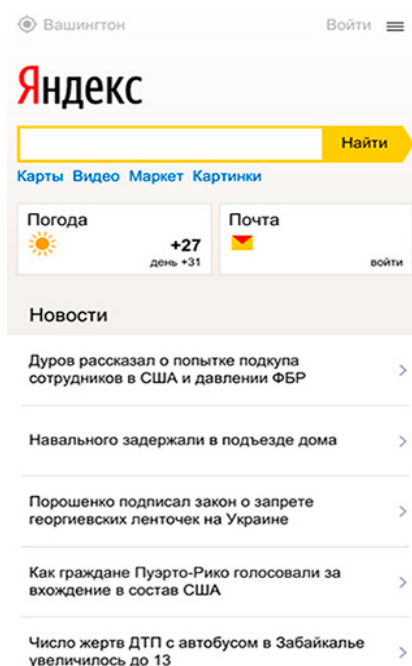 Вашингтон Войти
Яндекс
Найти
Карты Видео Маркет Картинки
Погода
+27
день +31
Почта
войти
Новости
Дуров рассказал о попытке подкупа
сотрудников в США и давлении ФБР
Навального задержали в подъезде дома
Порошенко подписал закон о запрете
георгиевских ленточек на Украине
Как граждане Пуэрто-Рико голосовали за
вхождение в состав США
Число жертв ДТП с автобусом в Забайкалье
увеличилось до 13